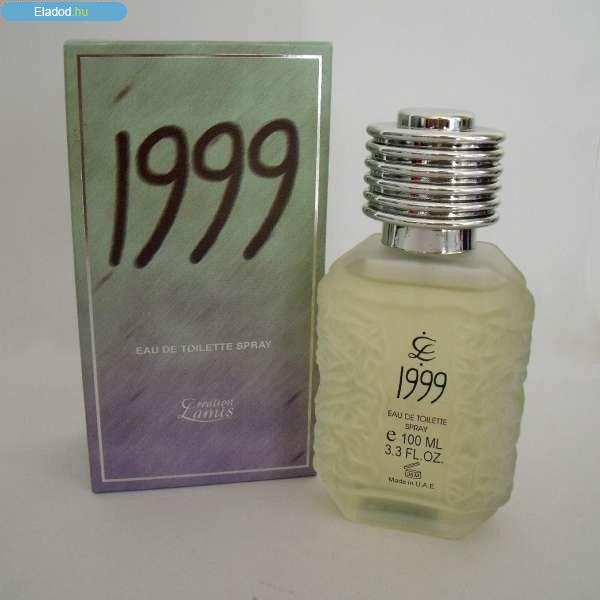 Eladod.hu
1999
EAU DE TOILETTE SPRAY
Création
Lamis
1999
EAU DE TOILETTE
SPRAY
e 100 ML
3.3 FL.OZ.
Made in U.A.E